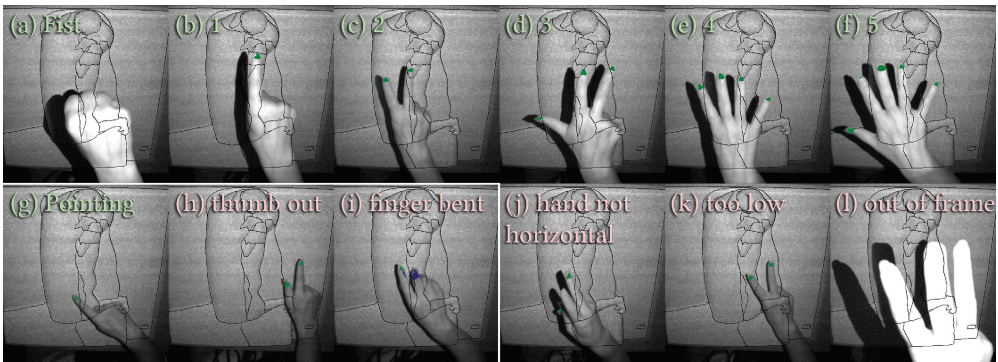 (a) Fist
(b) 1
(c) 2
(d) 3
(e) 4
(f) 5
(g) Pointing
(h) thumb out
(i) finger bent
(j) hand not
horizontal
(k) too low
(l) out of frame